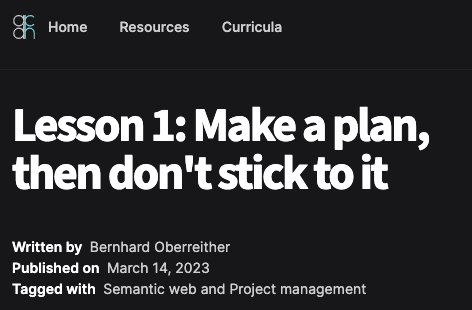 Home Resources Curricula
Lesson 1: Make a plan,
then don't stick to it
Written by Bernhard Oberreither
Published on March 14, 2023
Tagged with Semantic web and Project management